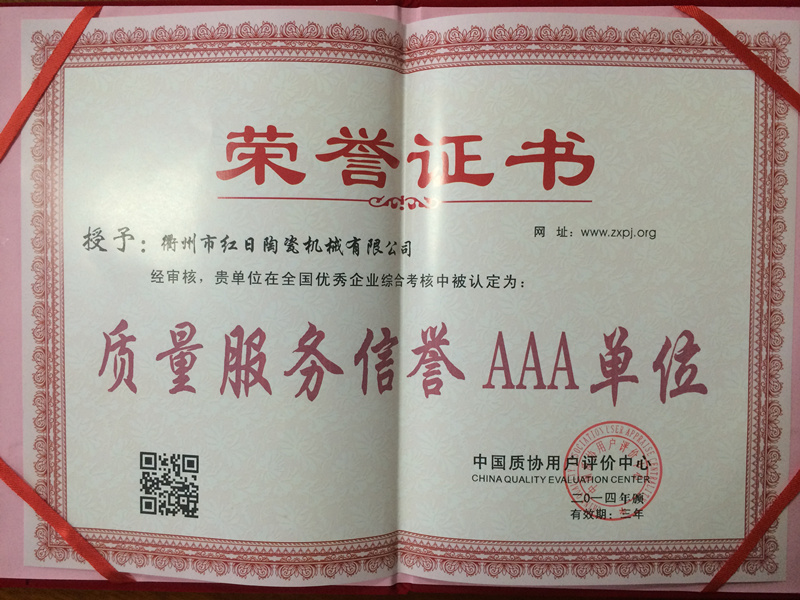 荣誉证书
授予：衢州市红日陶瓷机械有限公司
网 址：www.zxpj.org
经审核，贵单位在全国优秀企业综合考核中被认定为：
质量服务信誉AAA单位
中国质协用户评价中心
CHINA QUALITY EVALUATION CENTER
二0一四年颁
有效期：三年